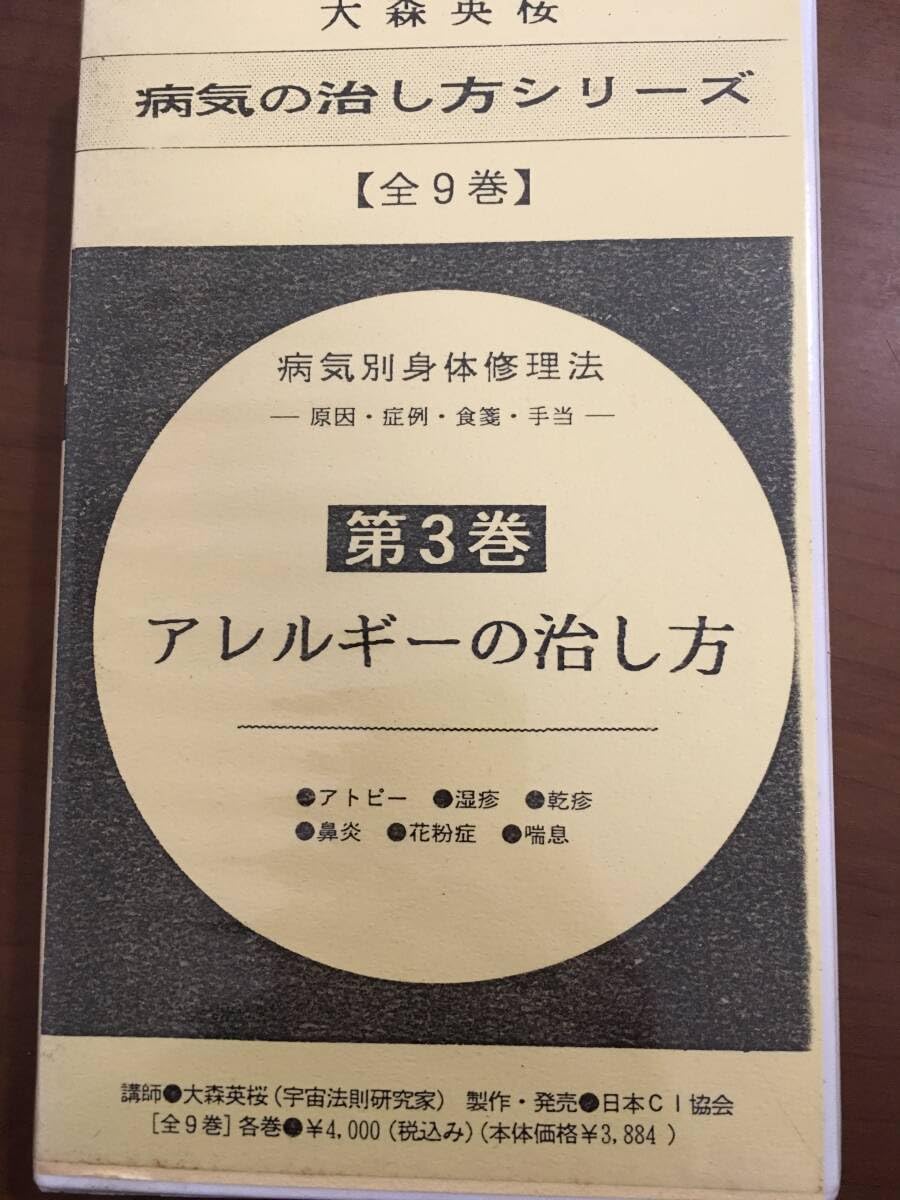 大森英桜
病気の治し方シリーズ
【全9巻】
病気別身体修理法
― 原因・症例・食箋・手当 ―
第3巻
アレルギーの治し方
●アトピー ●湿疹 ●乾疹
●鼻炎 ●花粉症 ●喘息
講師●大森英桜(宇宙法則研究家) 製作・発売●日本CI協会
[全9巻]各巻●¥4,000(税込み)(本体価格¥3,884)